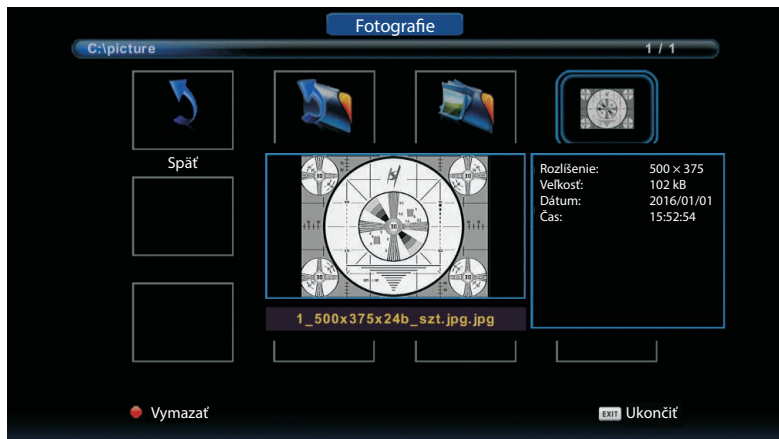 Fotografie
C:\picture 1 / 1
Späť
Rozlíšenie: 500 × 375
Veľkosť: 102 kB
Dátum: 2016/01/01
Čas: 15:52:54
1_500x375x24b_szt.jpg.jpg
Vymazať
EXIT Ukončiť